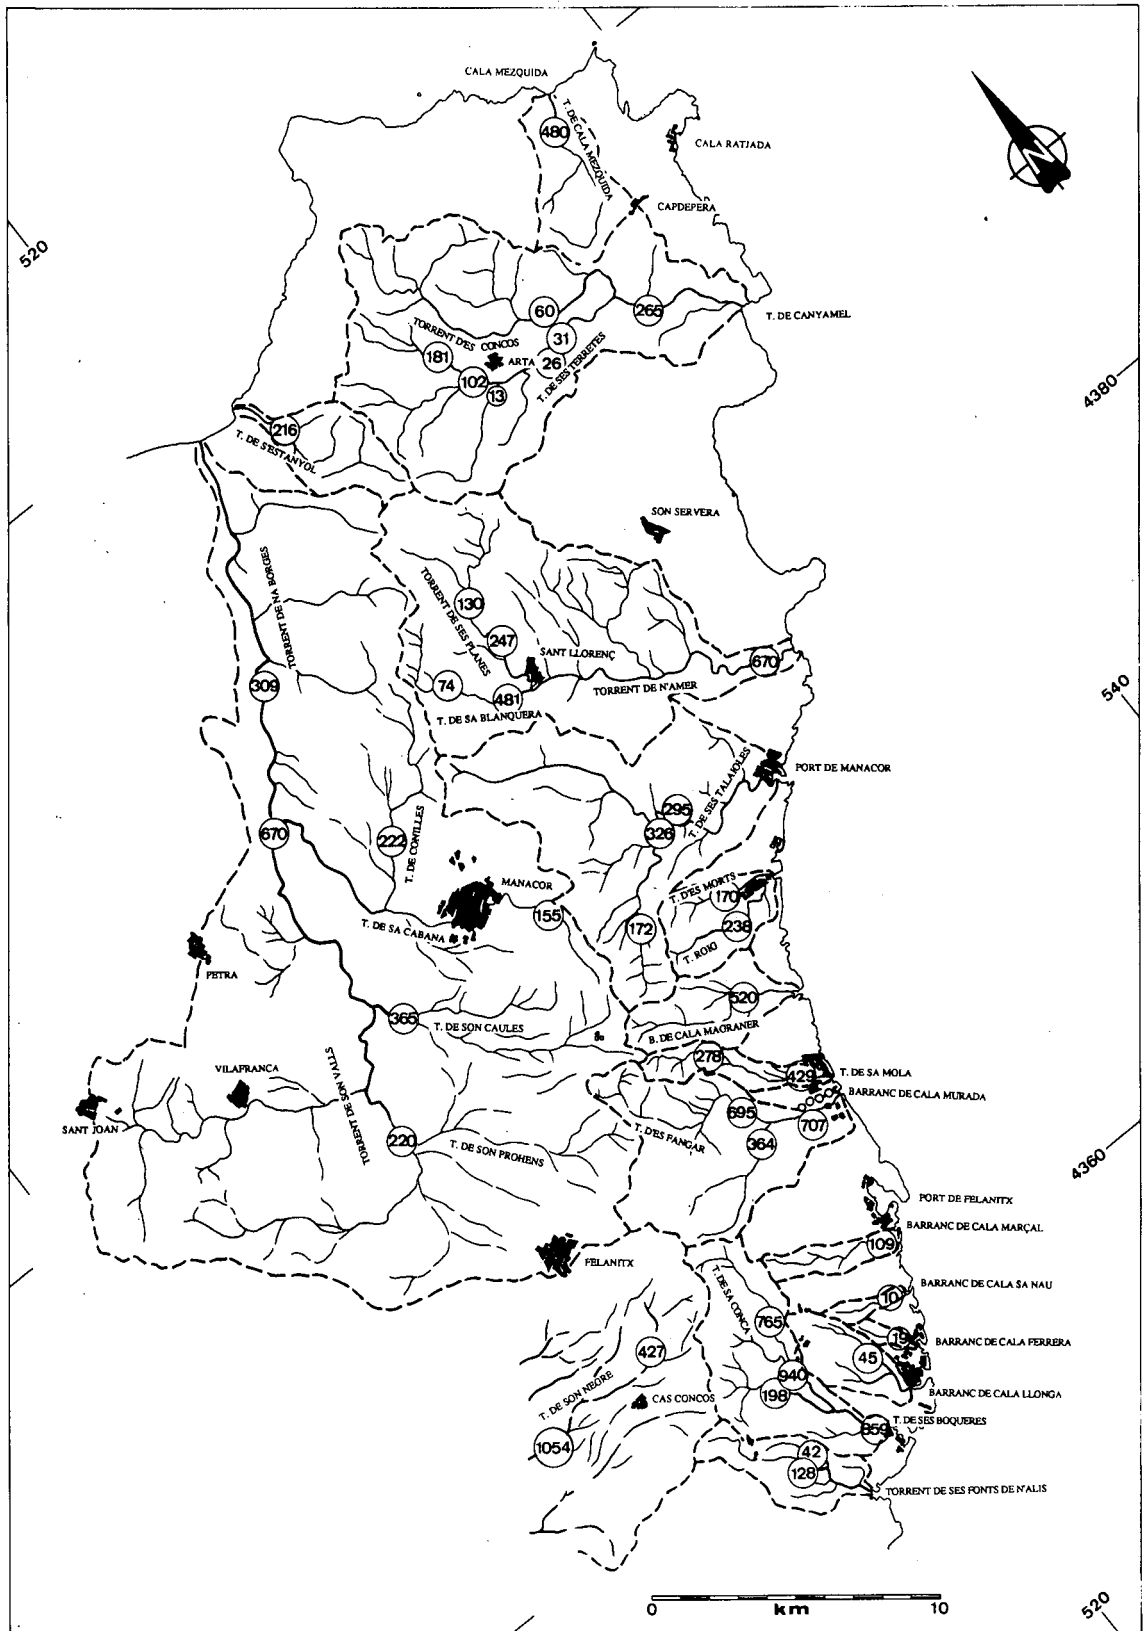 CALA MEZQUIDA
T. DE CALA MEZQUIDA
480
CALA RATJADA
N
CAPDEPERA
520
60
265
T. DE CANYAMEL
TORRENT D'ES CONCOS
31
181
ARTA
26
T. DE SES TERRETES
102
13
4380
216
T. DE S'ESTANYOL
SON SERVERA
TORRENT DE NA BORGES
TORRENT DE SES PLANES
130
247
SANT LLORENÇ
670
309
74
481
TORRENT DE N'AMER
540
T. DE SA BLANQUERA
PORT DE MANACOR
T. DE SES TALAIOLES
295
326
670
222
T. DE CONILLES
MANACOR
T. D'ES MORTS
170
155
172
238
T. DE SA CABANA
T. ROIG
PETRA
520
365
T. DE SON CAULES
B. DE CALA MAGRANER
278
VILAFRANCA
429
T. DE SA MOLA
BARRANC DE CALA MURADA
SANT JOAN
TORRENT DE SON VALLS
695
707
220
T. DE SON PROHENS
T. D'ES FANGAR
364
4360
PORT DE FELANITX
BARRANC DE CALA MARÇAL
109
FELANITX
T. DE SA CONCA
BARRANC DE CALA SA NAU
10
765
19
BARRANC DE CALA FERRERA
427
45
T. DE SON NEGRE
940
198
BARRANC DE CALA LLONGA
CAS CONCOS
859
T. DE SES BOQUERES
1054
42
128
TORRENT DE SES FONTS DE N'ALIS
0 km 10
520